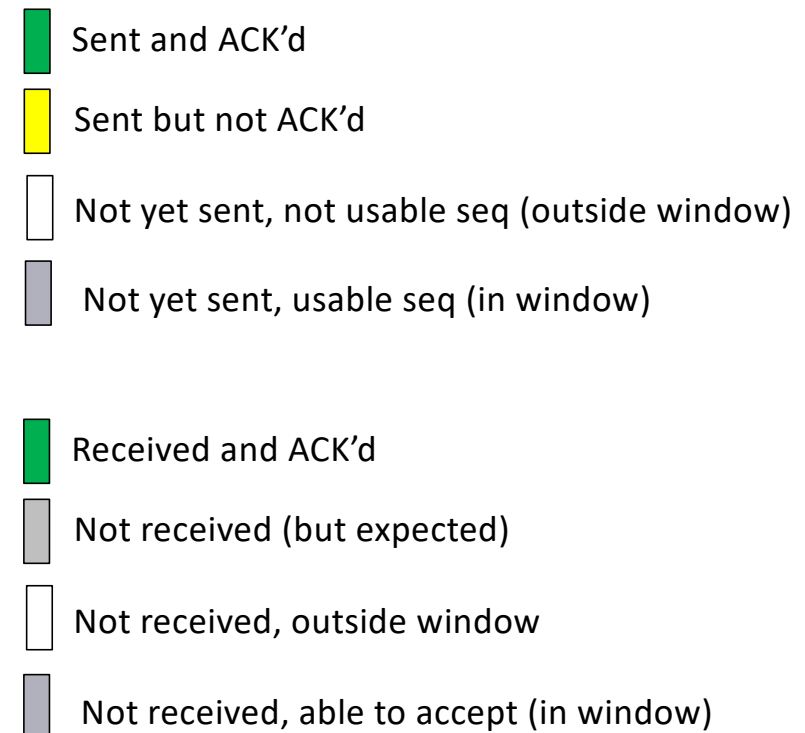 Sent and ACK’d
Sent but not ACK’d
Not yet sent, not usable seq (outside window)
Not yet sent, usable seq (in window)
Received and ACK’d
Not received (but expected)
Not received, outside window
Not received, able to accept (in window)